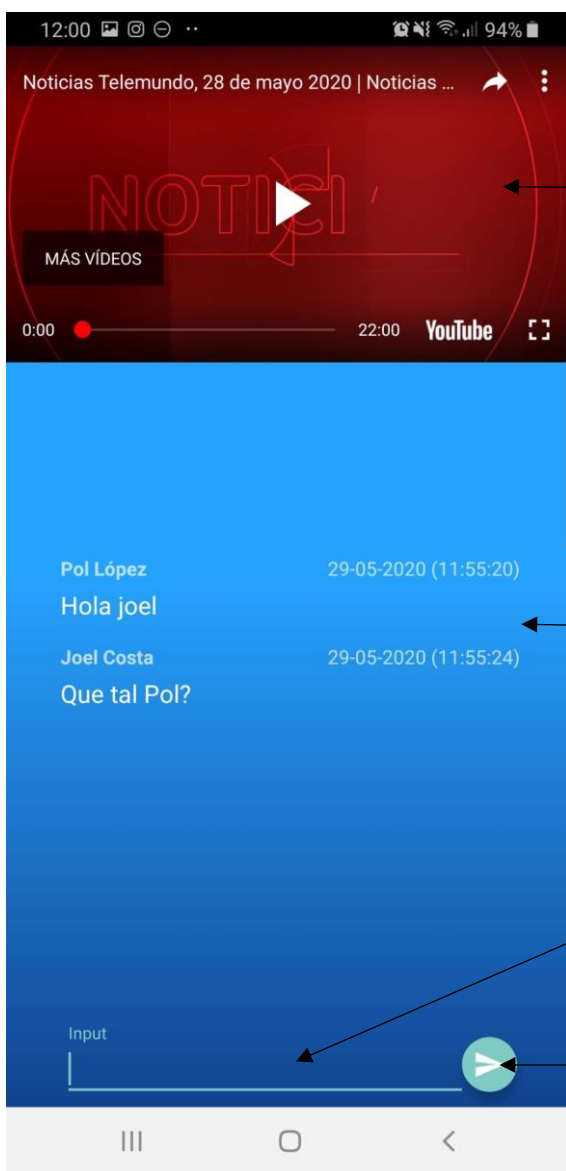 12:00 94%
Noticias Telemundo, 28 de mayo 2020 | Noticias ...
NOTICI
MÁS VÍDEOS
0:00 22:00 YouTube
Pol López 29-05-2020 (11:55:20)
Hola joel
Joel Costa 29-05-2020 (11:55:24)
Que tal Pol?
Input